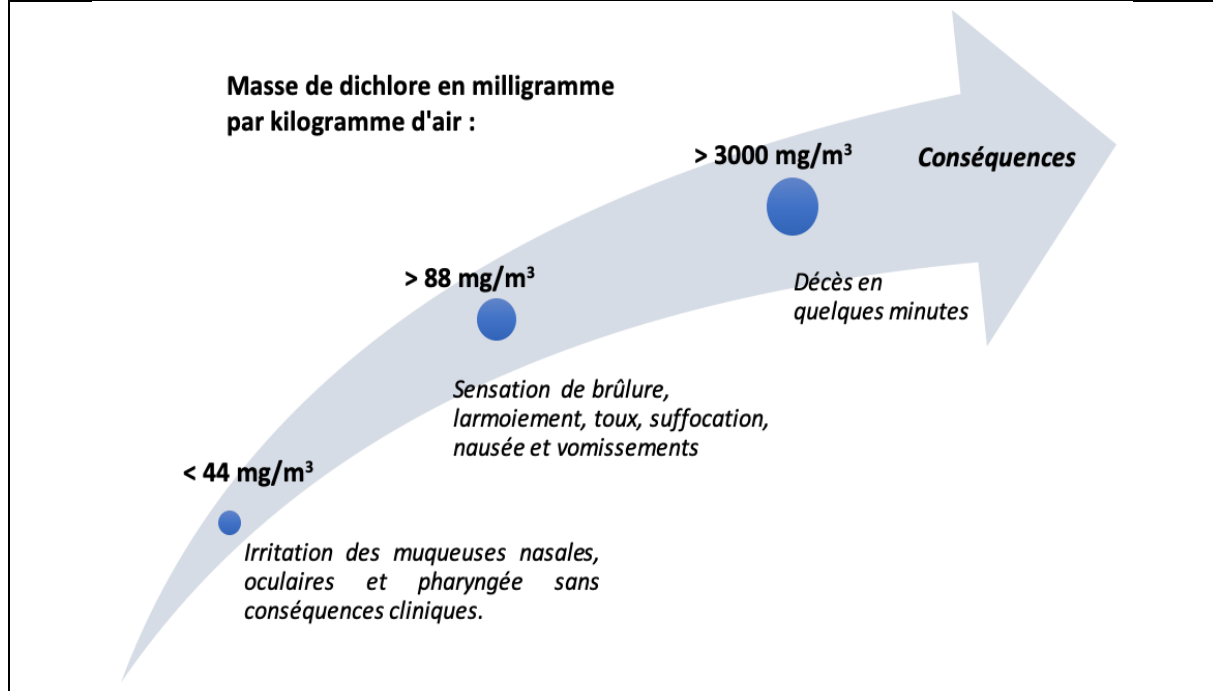 Masse de dichlore en milligramme
par kilogramme d'air :
> 3000 mg/m³
Conséquences
Décès en
quelques minutes
> 88 mg/m³
Sensation de brûlure,
larmoiement, toux, suffocation,
nausée et vomissements
< 44 mg/m³
Irritation des muqueuses nasales,
oculaires et pharyngée sans
conséquences cliniques.